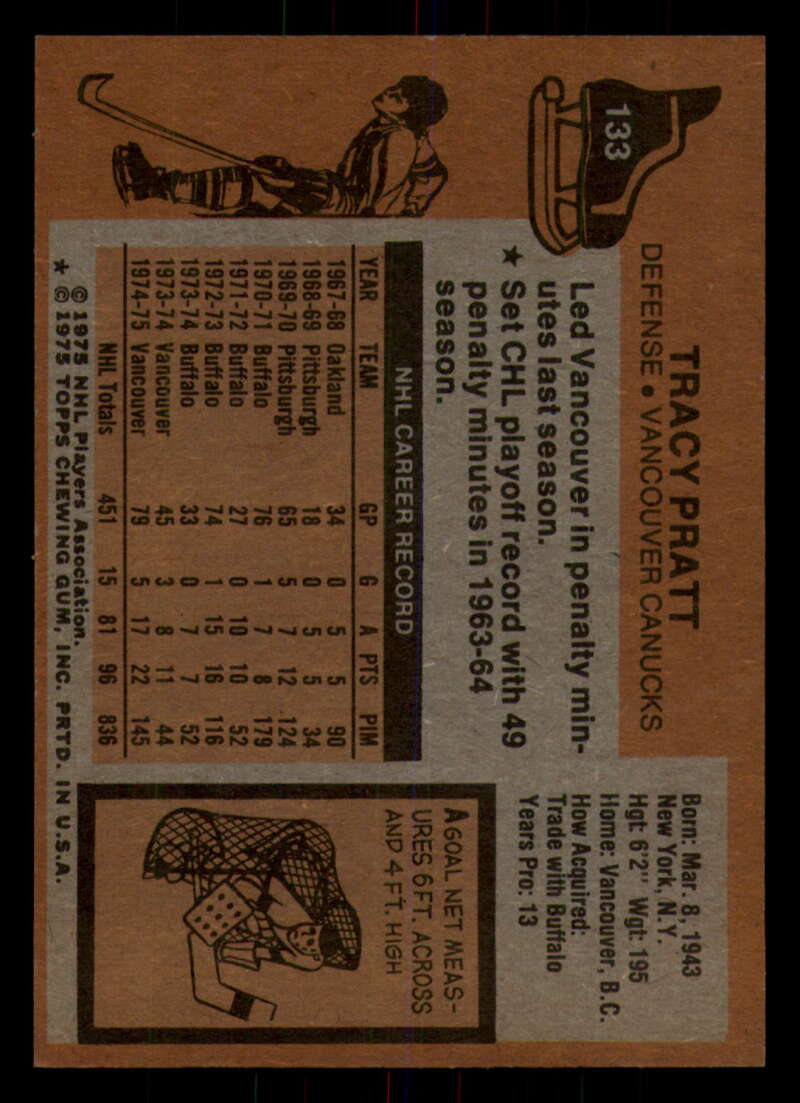 133
TRACY PRATT
DEFENSE • VANCOUVER CANUCKS
Led Vancouver in penalty min-
utes last season.
★ Set CHL playoff record with 49
penalty minutes in 1963-64
season.
Born: Mar. 8, 1943
New York, N.Y.
Hgt: 6'2" Wgt: 195
Home: Vancouver, B.C.
How Acquired:
Trade with Buffalo
Years Pro: 13
NHL CAREER RECORD
YEAR TEAM GP G A PTS PIM
1967-68 Oakland 34 0 5 5 90
1968-69 Pittsburgh 18 0 5 5 34
1969-70 Pittsburgh 65 5 7 12 124
1970-71 Buffalo 76 1 7 8 179
1971-72 Buffalo 27 0 10 10 52
1972-73 Buffalo 74 1 15 16 116
1973-74 Buffalo 33 0 7 7 52
1973-74 Vancouver 45 3 8 11 44
1974-75 Vancouver 79 5 17 22 145
NHL Totals 451 15 81 96 836
A GOAL NET MEAS-
URES 6 FT. ACROSS
AND 4 FT. HIGH
© 1975 NHL Players Association.
★ © 1975 TOPPS CHEWING GUM, INC. PRTD. IN U.S.A.